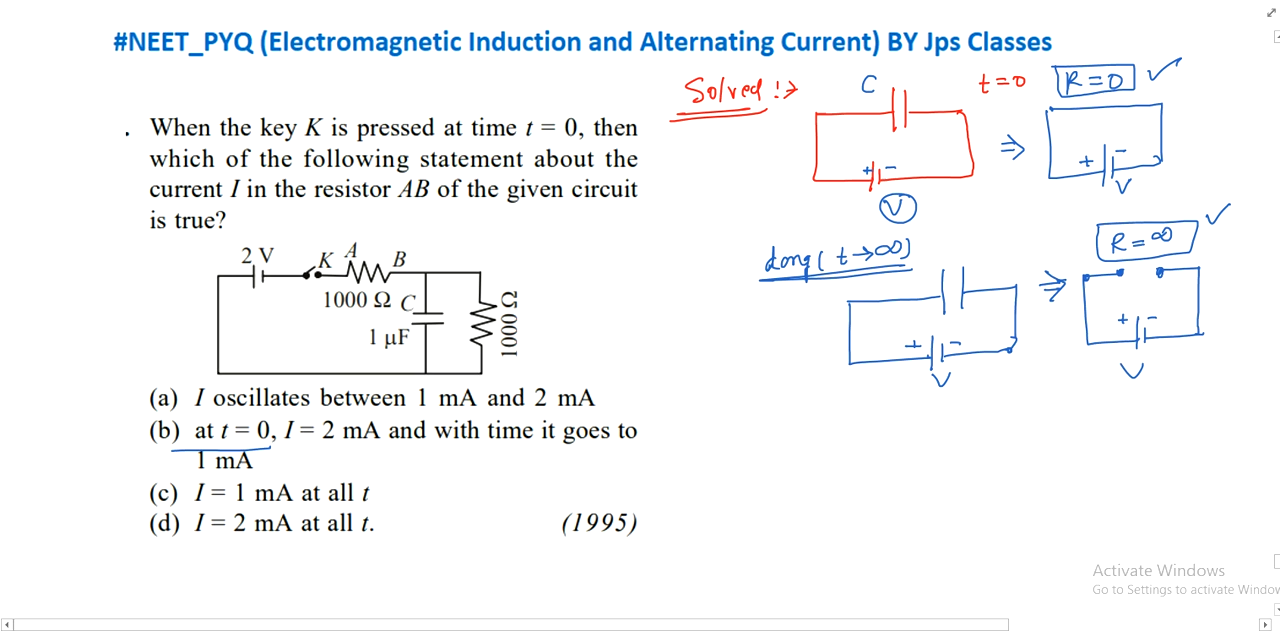 #NEET_PYQ (Electromagnetic Induction and Alternating Current) BY Jps Classes
. When the key K is pressed at time t = 0, then
which of the following statement about the
current I in the resistor AB of the given circuit
is true?
2 V K A B
1000 Ω C
1 μF
1000 Ω
(a) I oscillates between 1 mA and 2 mA
(b) at t = 0, I = 2 mA and with time it goes to
1 mA
(c) I = 1 mA at all t
(d) I = 2 mA at all t. (1995)
Solved :→ C t=0 R=0 ✓
+ - ⇒ + -
V V
long (t→∞) R=∞ ✓
⇒
+ - + -
V V
Activate Windows
Go to Settings to activate Window